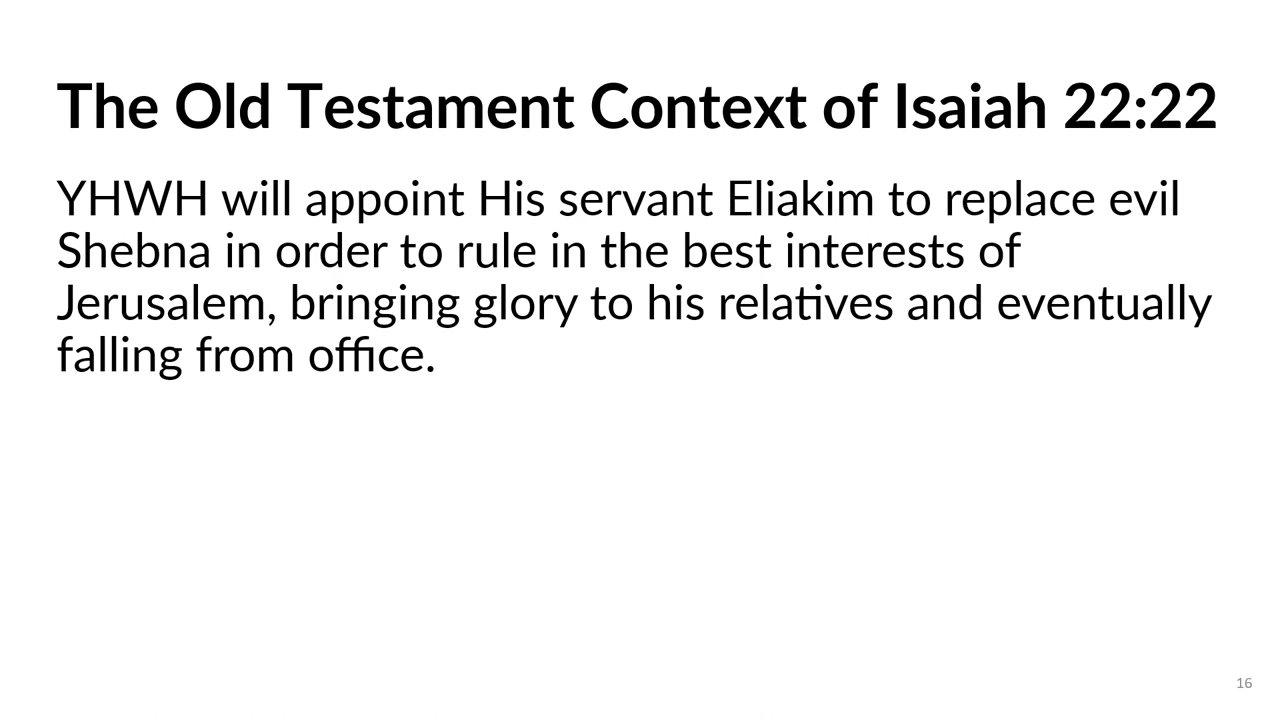 The Old Testament Context of Isaiah 22:22
YHWH will appoint His servant Eliakim to replace evil
Shebna in order to rule in the best interests of
Jerusalem, bringing glory to his relatives and eventually
falling from office.
16